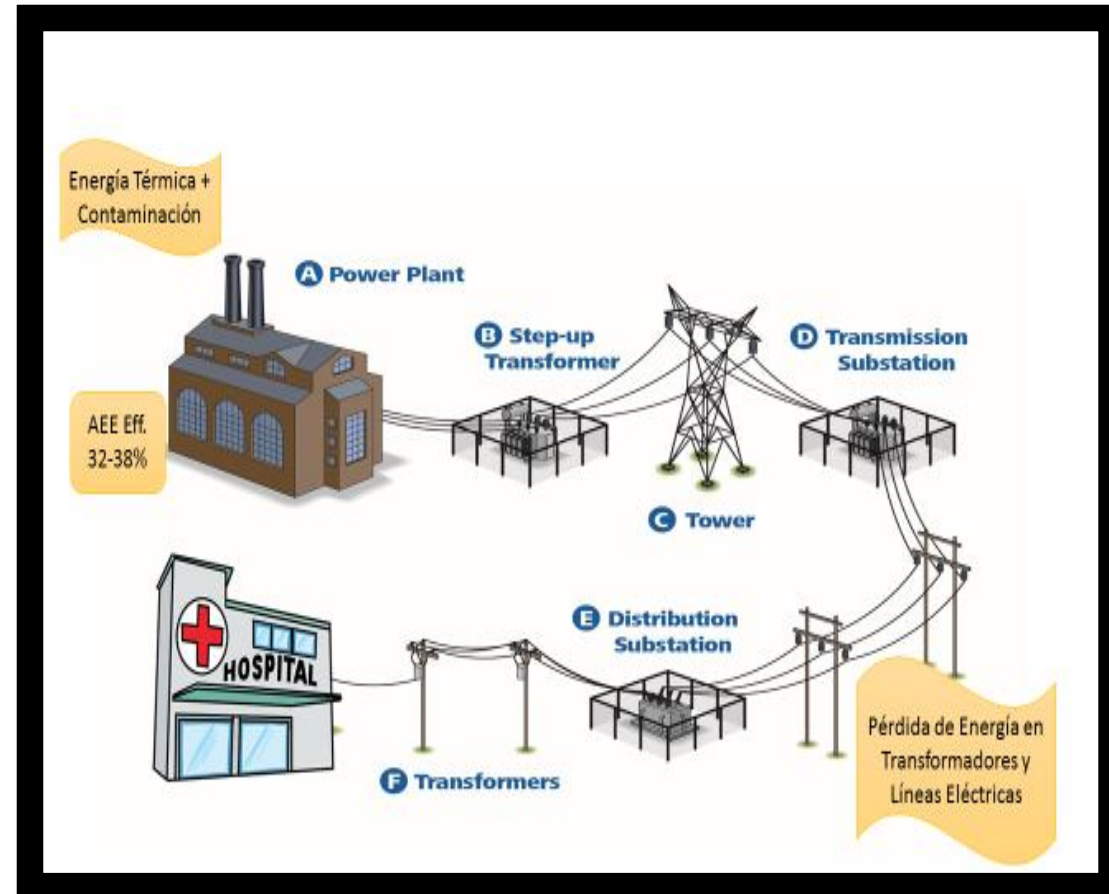 Energía Térmica +
Contaminación
A Power Plant
B Step-up
Transformer
D Transmission
Substation
AEE Eff.
32-38%
C Tower
E Distribution
Substation
HOSPITAL
Pérdida de Energía en
Transformadores y
Líneas Eléctricas
F Transformers